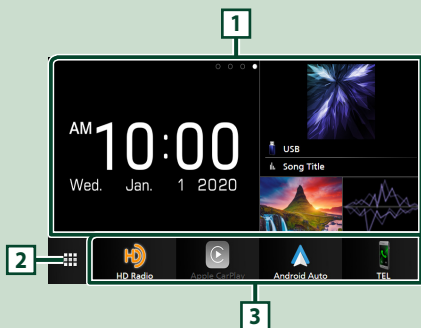 1
AM 10:00
Wed. Jan. 1 2020
USB
Song Title
2
HD
HD Radio
Apple CarPlay
Android Auto
TEL
3